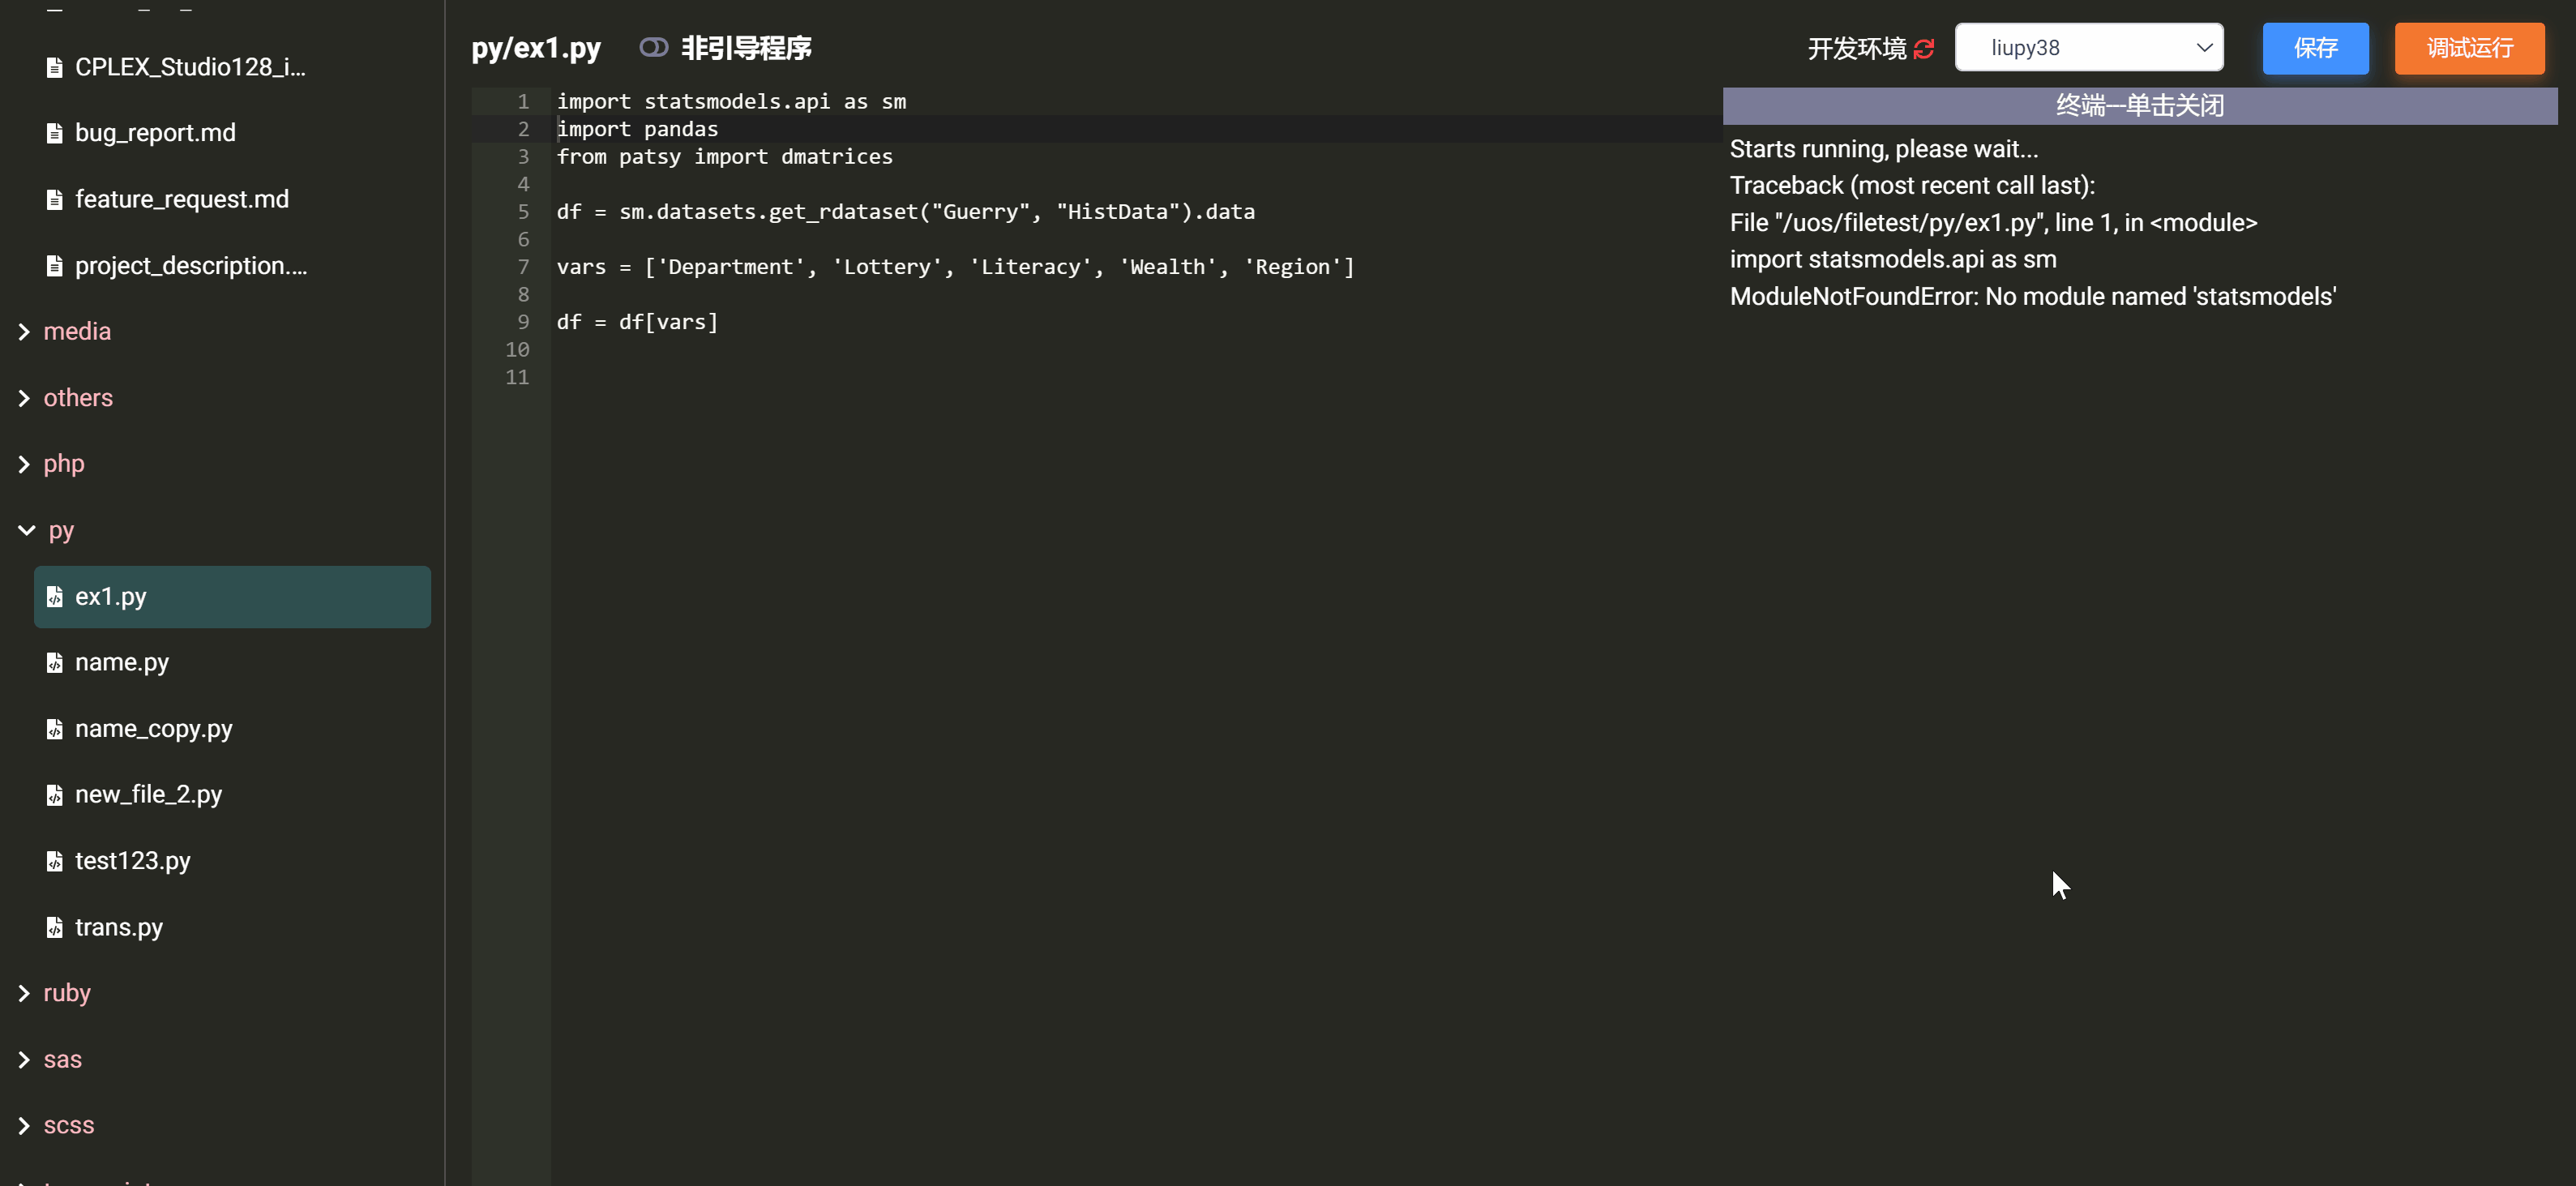 CPLEX_Studio128_i...
bug_report.md
feature_request.md
project_description....
media
others
php
py
ex1.py
name.py
name_copy.py
new_file_2.py
test123.py
trans.py
ruby
sas
scss
py/ex1.py 非引导程序
开发环境 liupy38 保存 调试运行
1 import statsmodels.api as sm
2 import pandas
3 from patsy import dmatrices
4
5 df = sm.datasets.get_rdataset("Guerry", "HistData").data
6
7 vars = ['Department', 'Lottery', 'Literacy', 'Wealth', 'Region']
8
9 df = df[vars]
10
11
终端---单击关闭
Starts running, please wait...
Traceback (most recent call last):
File "/uos/filetest/py/ex1.py", line 1, in <module>
import statsmodels.api as sm
ModuleNotFoundError: No module named 'statsmodels'